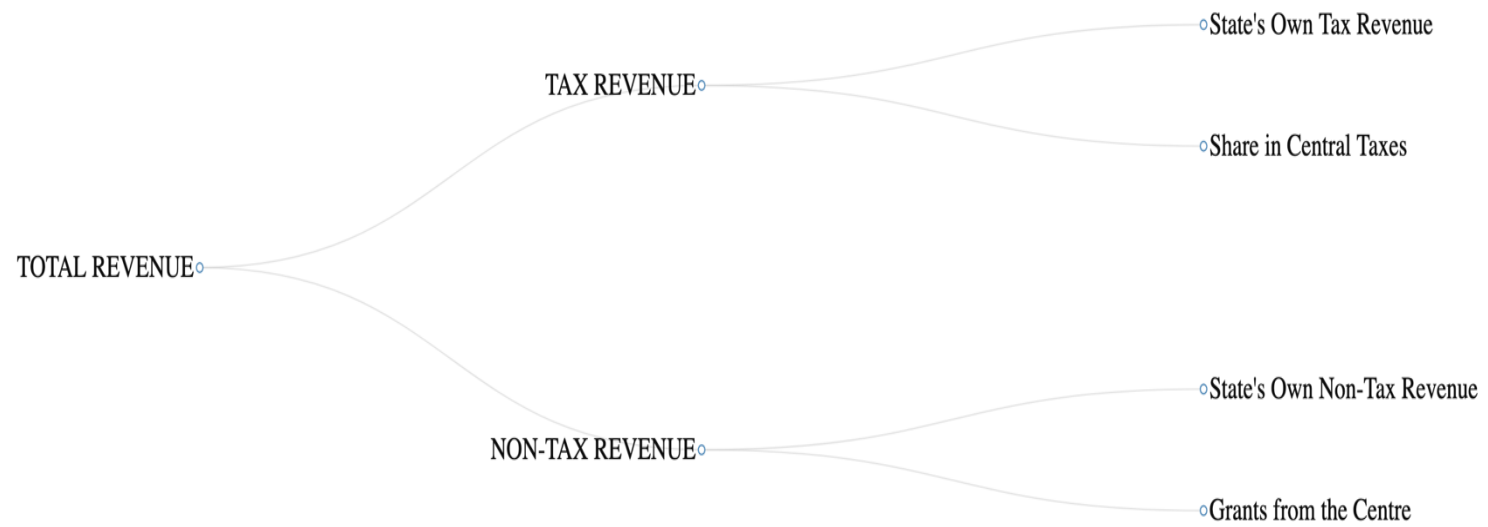 State's Own Tax Revenue
TAX REVENUE
Share in Central Taxes
TOTAL REVENUE
State's Own Non-Tax Revenue
NON-TAX REVENUE
Grants from the Centre